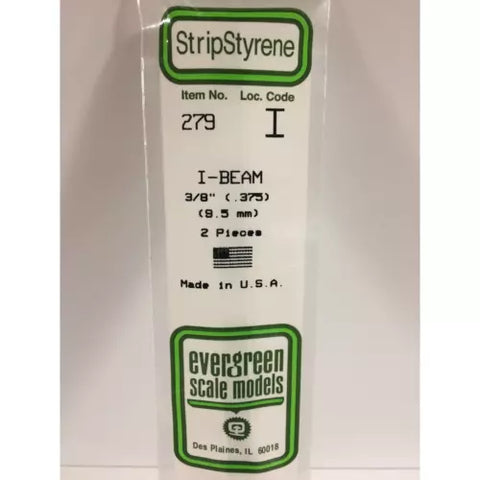 StripStyrene
Item No. Loc. Code
279 I
I-BEAM
3/8" (.375)
(9.5 mm)
2 Pieces
Made in U.S.A.
evergreen
scale models
Des Plaines, IL 60018